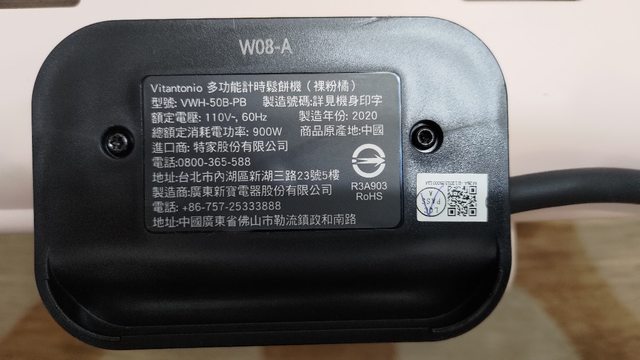 W08-A
Vitantonio 多功能計時鬆餅機（裸粉橘）
型號: VWH-50B-PB 製造號碼:詳見機身印字
額定電壓: 110V~, 60Hz 製造年份: 2020
總額定消耗電功率: 900W 商品原產地:中國
進口商: 特家股份有限公司
電話:0800-365-588
地址:台北市內湖區新湖三路23號5樓
製造商:廣東新寶電器股份有限公司
電話: +86-757-25333888
地址:中國廣東省佛山市勒流鎮政和南路
R3A903
RoHS
PASS